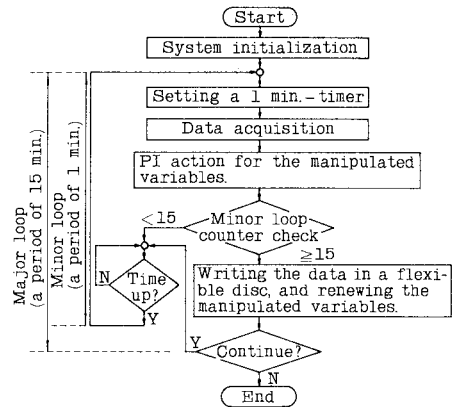 Start
System initialization
Setting a 1 min.-timer
Data acquisition
PI action for the manipulated
variables.
Minor loop
counter check
<15
≧15
Writing the data in a flexi-
ble disc, and renewing the
manipulated variables.
Time
up?
N
Y
Continue?
Y
N
End
Major loop
(a period of 15 min.)
Minor loop
(a period of 1 min.)